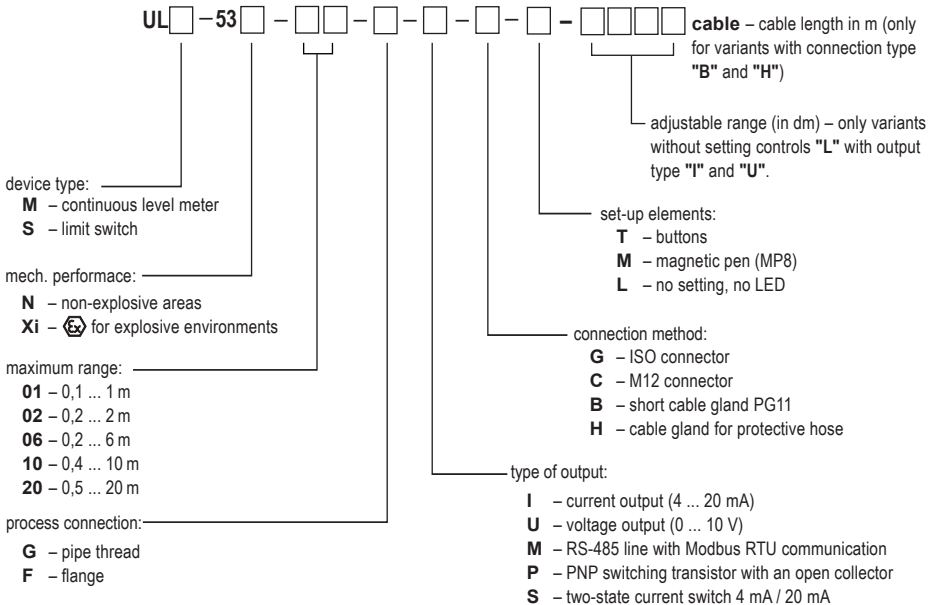 UL – 53 – – – – – – cable – cable length in m (only
for variants with connection type
"B" and "H")
adjustable range (in dm) – only variants
without setting controls "L" with output
type "I" and "U".
device type:
M – continuous level meter
S – limit switch
mech. performace:
N – non-explosive areas
Xi – Ex for explosive environments
maximum range:
01 – 0,1 ... 1 m
02 – 0,2 ... 2 m
06 – 0,2 ... 6 m
10 – 0,4 ... 10 m
20 – 0,5 ... 20 m
process connection:
G – pipe thread
F – flange
set-up elements:
T – buttons
M – magnetic pen (MP8)
L – no setting, no LED
connection method:
G – ISO connector
C – M12 connector
B – short cable gland PG11
H – cable gland for protective hose
type of output:
I – current output (4 ... 20 mA)
U – voltage output (0 ... 10 V)
M – RS-485 line with Modbus RTU communication
P – PNP switching transistor with an open collector
S – two-state current switch 4 mA / 20 mA